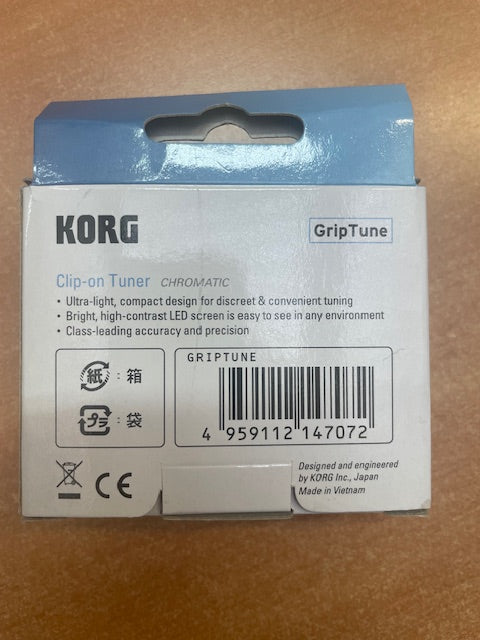 KORG
GripTune
Clip-on Tuner CHROMATIC
• Ultra-light, compact design for discreet & convenient tuning
• Bright, high-contrast LED screen is easy to see in any environment
• Class-leading accuracy and precision
紙 : 箱
プラ : 袋
GRIPTUNE
4 959112 147072
CE
Designed and engineered
by KORG Inc., Japan
Made in Vietnam